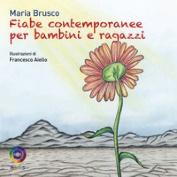 Maria Brusco
Fiabe contemporanee
per bambini e ragazzi
Illustrazioni di
Francesco Aiello